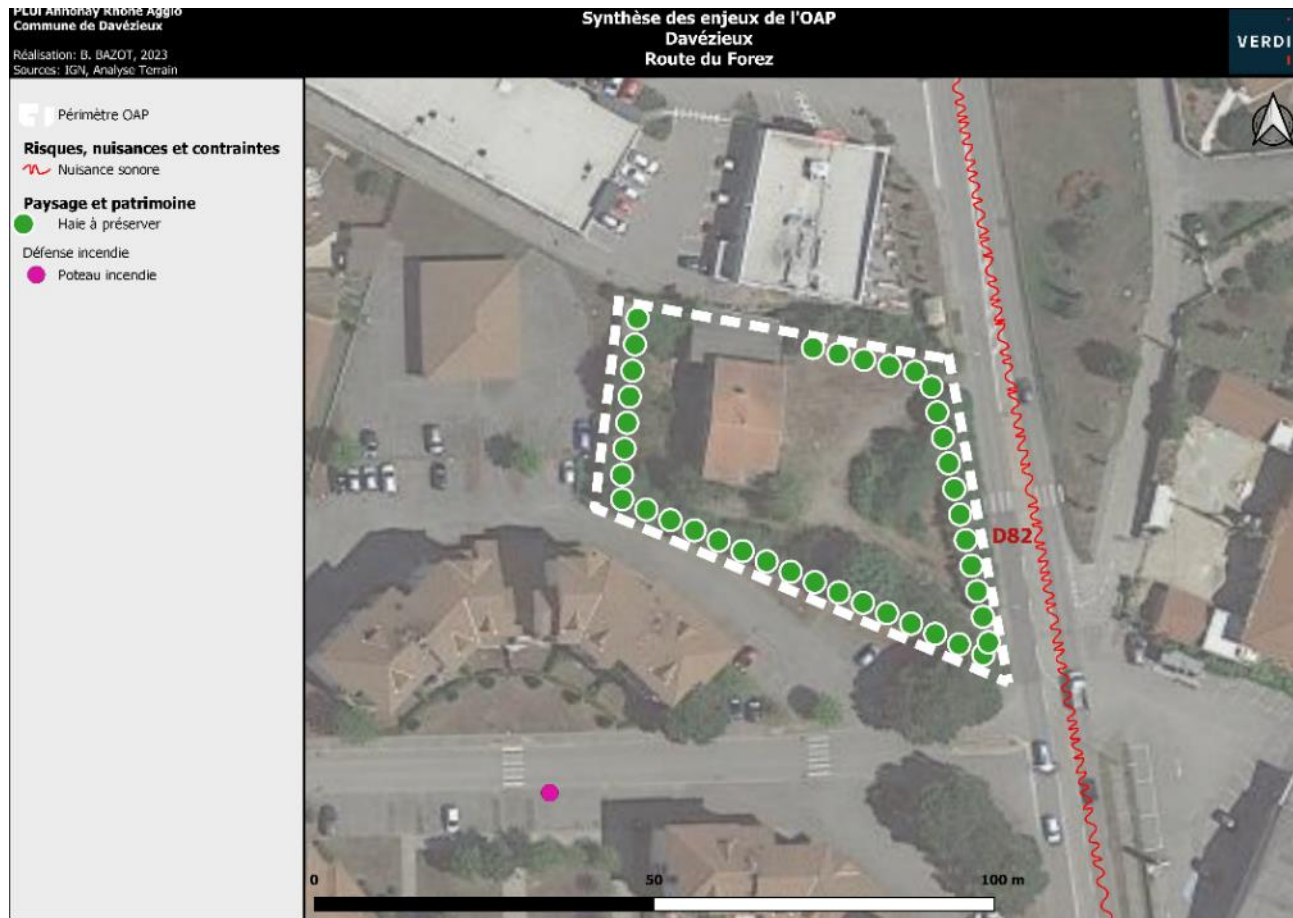 PLUi Annonay Rhône Agglo
Commune de Davézieux
Réalisation: B. BAZOT, 2023
Sources: IGN, Analyse Terrain
Synthèse des enjeux de l'OAP
Davézieux
Route du Forez
VERDI
Périmètre OAP
Risques, nuisances et contraintes
Nuisance sonore
Paysage et patrimoine
Haie à préserver
Défense incendie
Poteau incendie
D82
0 50 100 m